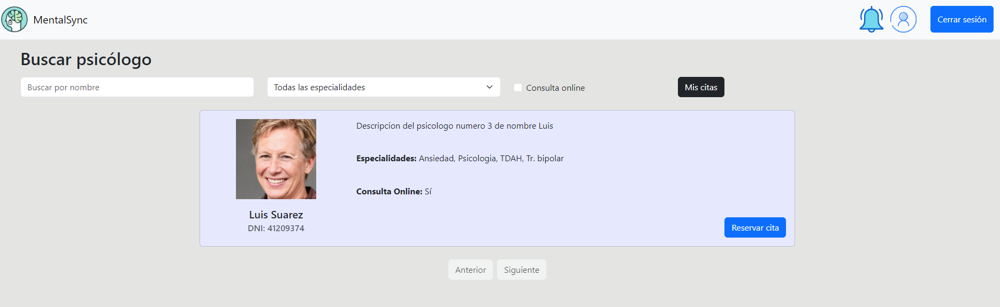 MentalSync
Cerrar sesión
Buscar psicólogo
Buscar por nombre
Todas las especialidades
Consulta online
Mis citas
Descripcion del psicologo numero 3 de nombre Luis
Especialidades: Ansiedad, Psicologia, TDAH, Tr. bipolar
Consulta Online: Sí
Luis Suarez
DNI: 41209374
Reservar cita
Anterior
Siguiente